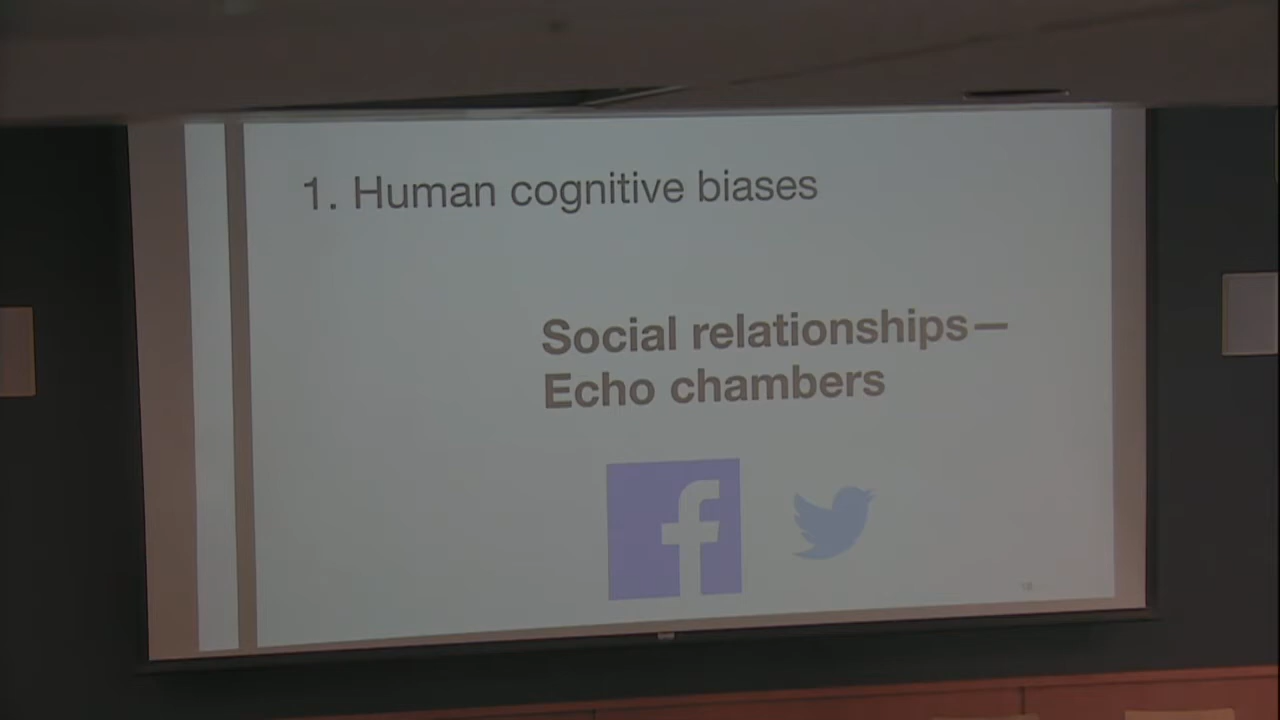 1. Human cognitive biases
Social relationships—
Echo chambers